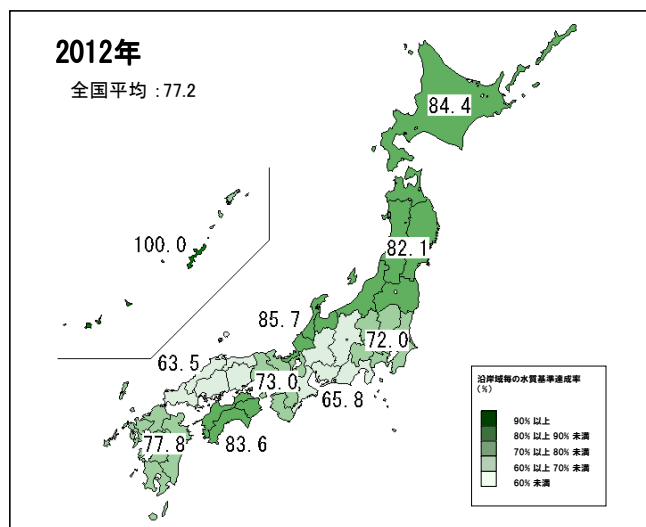 2012年
全国平均 :77.2
84.4
100.0
82.1
85.7
72.0
63.5
73.0
65.8
77.8
83.6
沿岸域毎の水質基準達成率
(%)
90% 以上
80% 以上 90% 未満
70% 以上 80% 未満
60% 以上 70% 未満
60% 未満